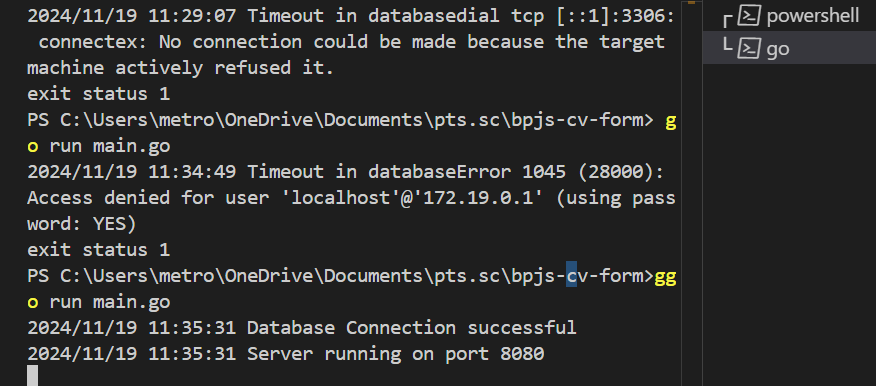 2024/11/19 11:29:07 Timeout in databasedial tcp [::1]:3306:
connectex: No connection could be made because the target
machine actively refused it.
exit status 1
PS C:\Users\metro\OneDrive\Documents\pts.sc\bpjs-cv-form> g
o run main.go
2024/11/19 11:34:49 Timeout in databaseError 1045 (28000):
Access denied for user 'localhost'@'172.19.0.1' (using pass
word: YES)
exit status 1
PS C:\Users\metro\OneDrive\Documents\pts.sc\bpjs-cv-form>gg
o run main.go
2024/11/19 11:35:31 Database Connection successful
2024/11/19 11:35:31 Server running on port 8080
powershell
go